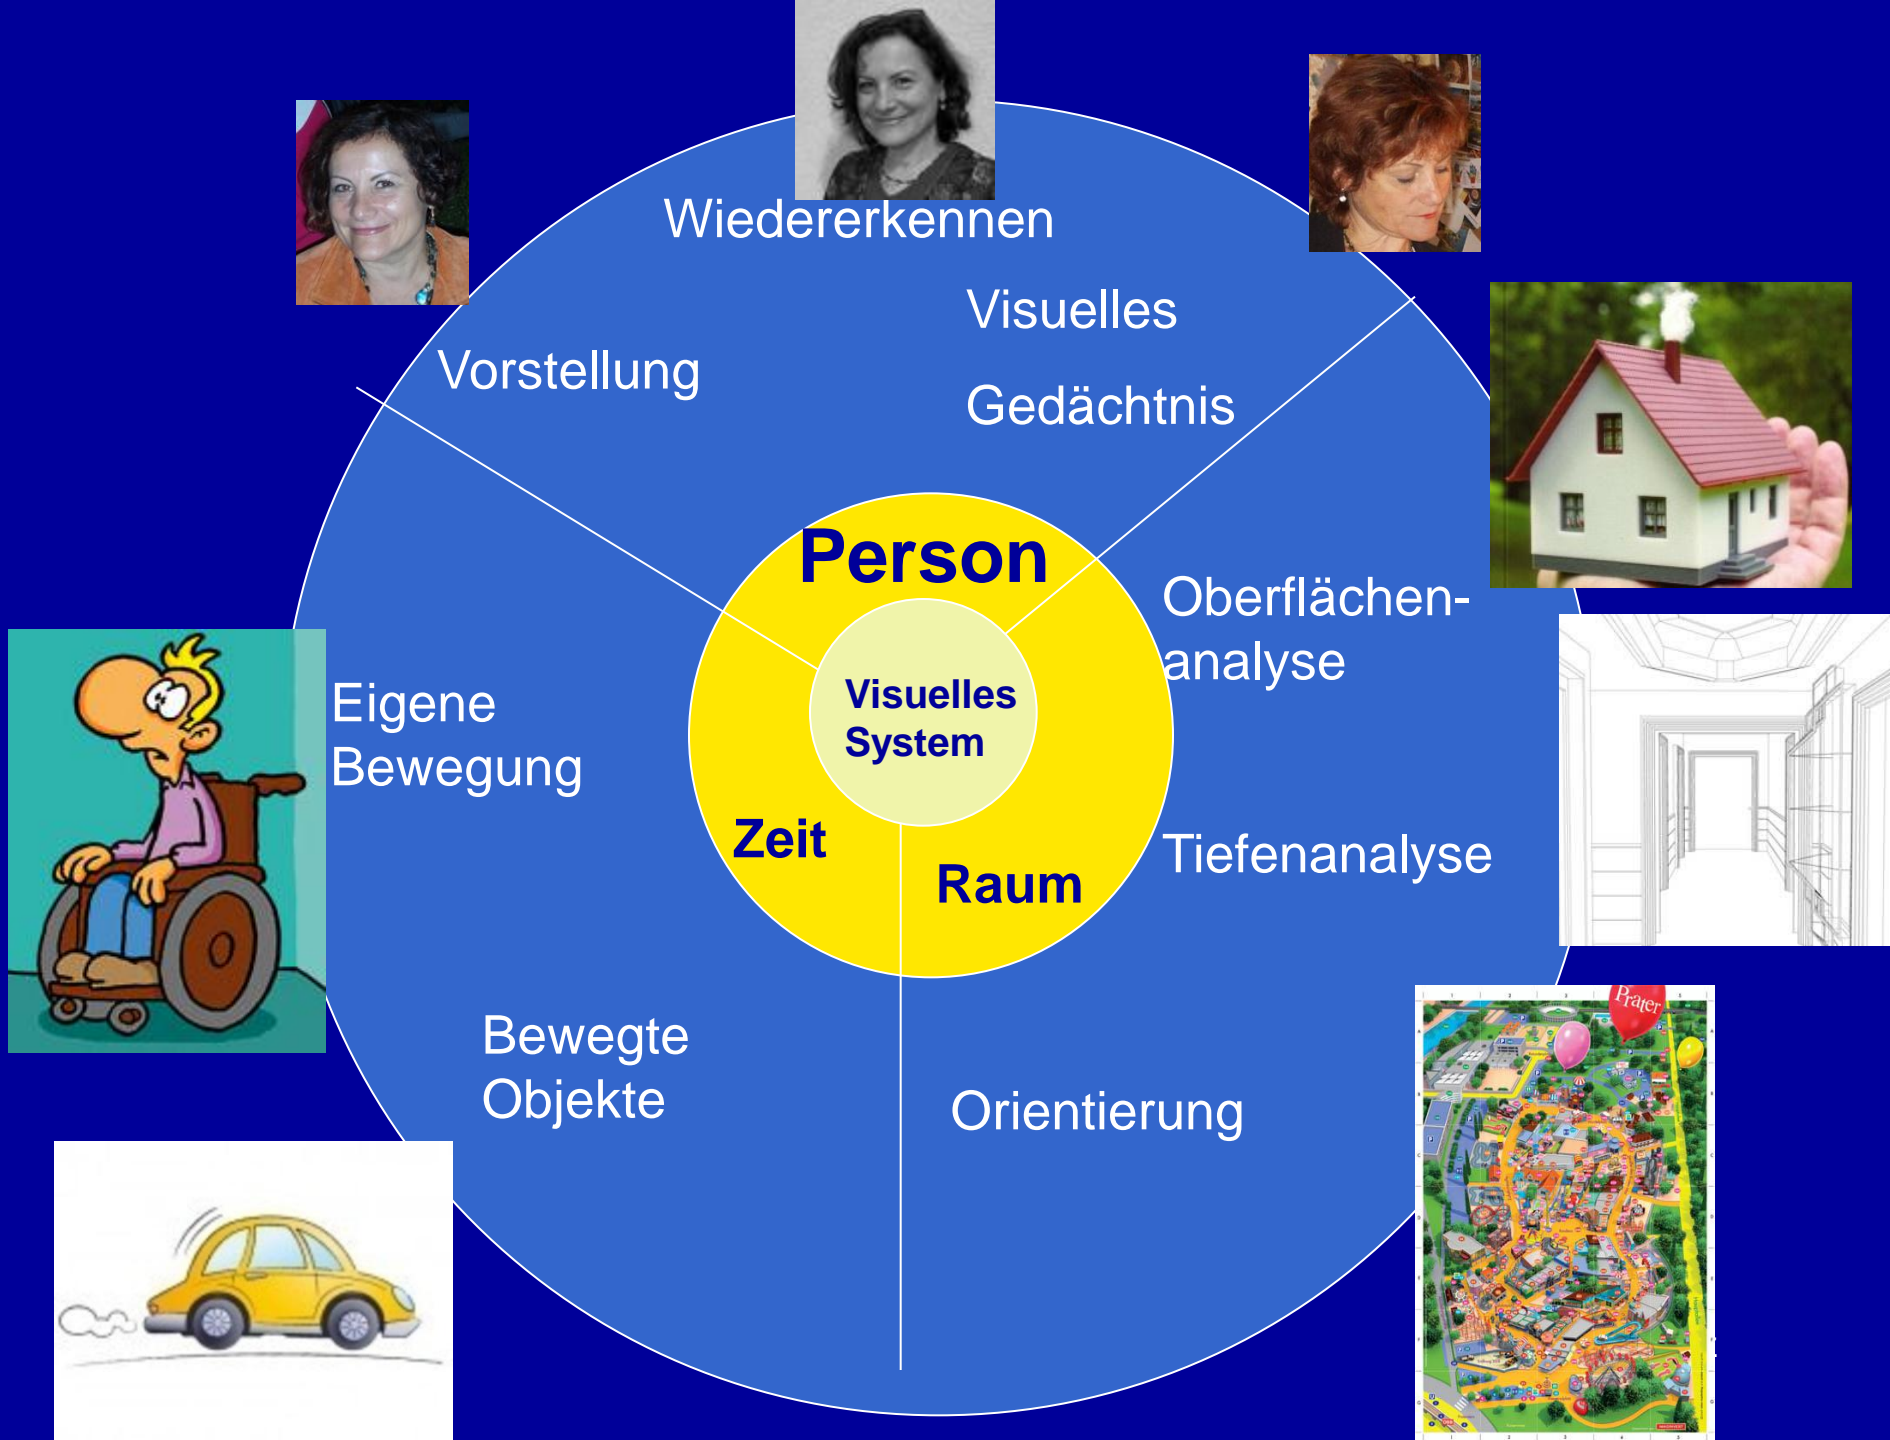 Wiedererkennen
Visuelles
Gedächtnis
Vorstellung
Person
Oberflächen-
analyse
Visuelles
System
Eigene
Bewegung
Zeit
Raum
Tiefenanalyse
Bewegte
Objekte
Orientierung
Prater